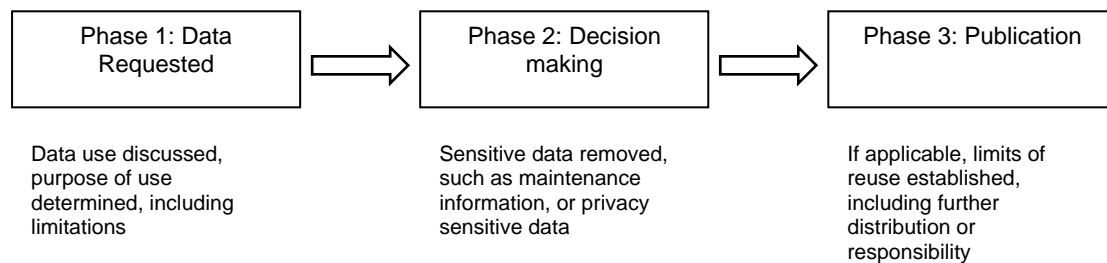 Phase 1: Data
Requested
Phase 2: Decision
making
Phase 3: Publication
Data use discussed,
purpose of use
determined, including
limitations
Sensitive data removed,
such as maintenance
information, or privacy
sensitive data
If applicable, limits of
reuse established,
including further
distribution or
responsibility